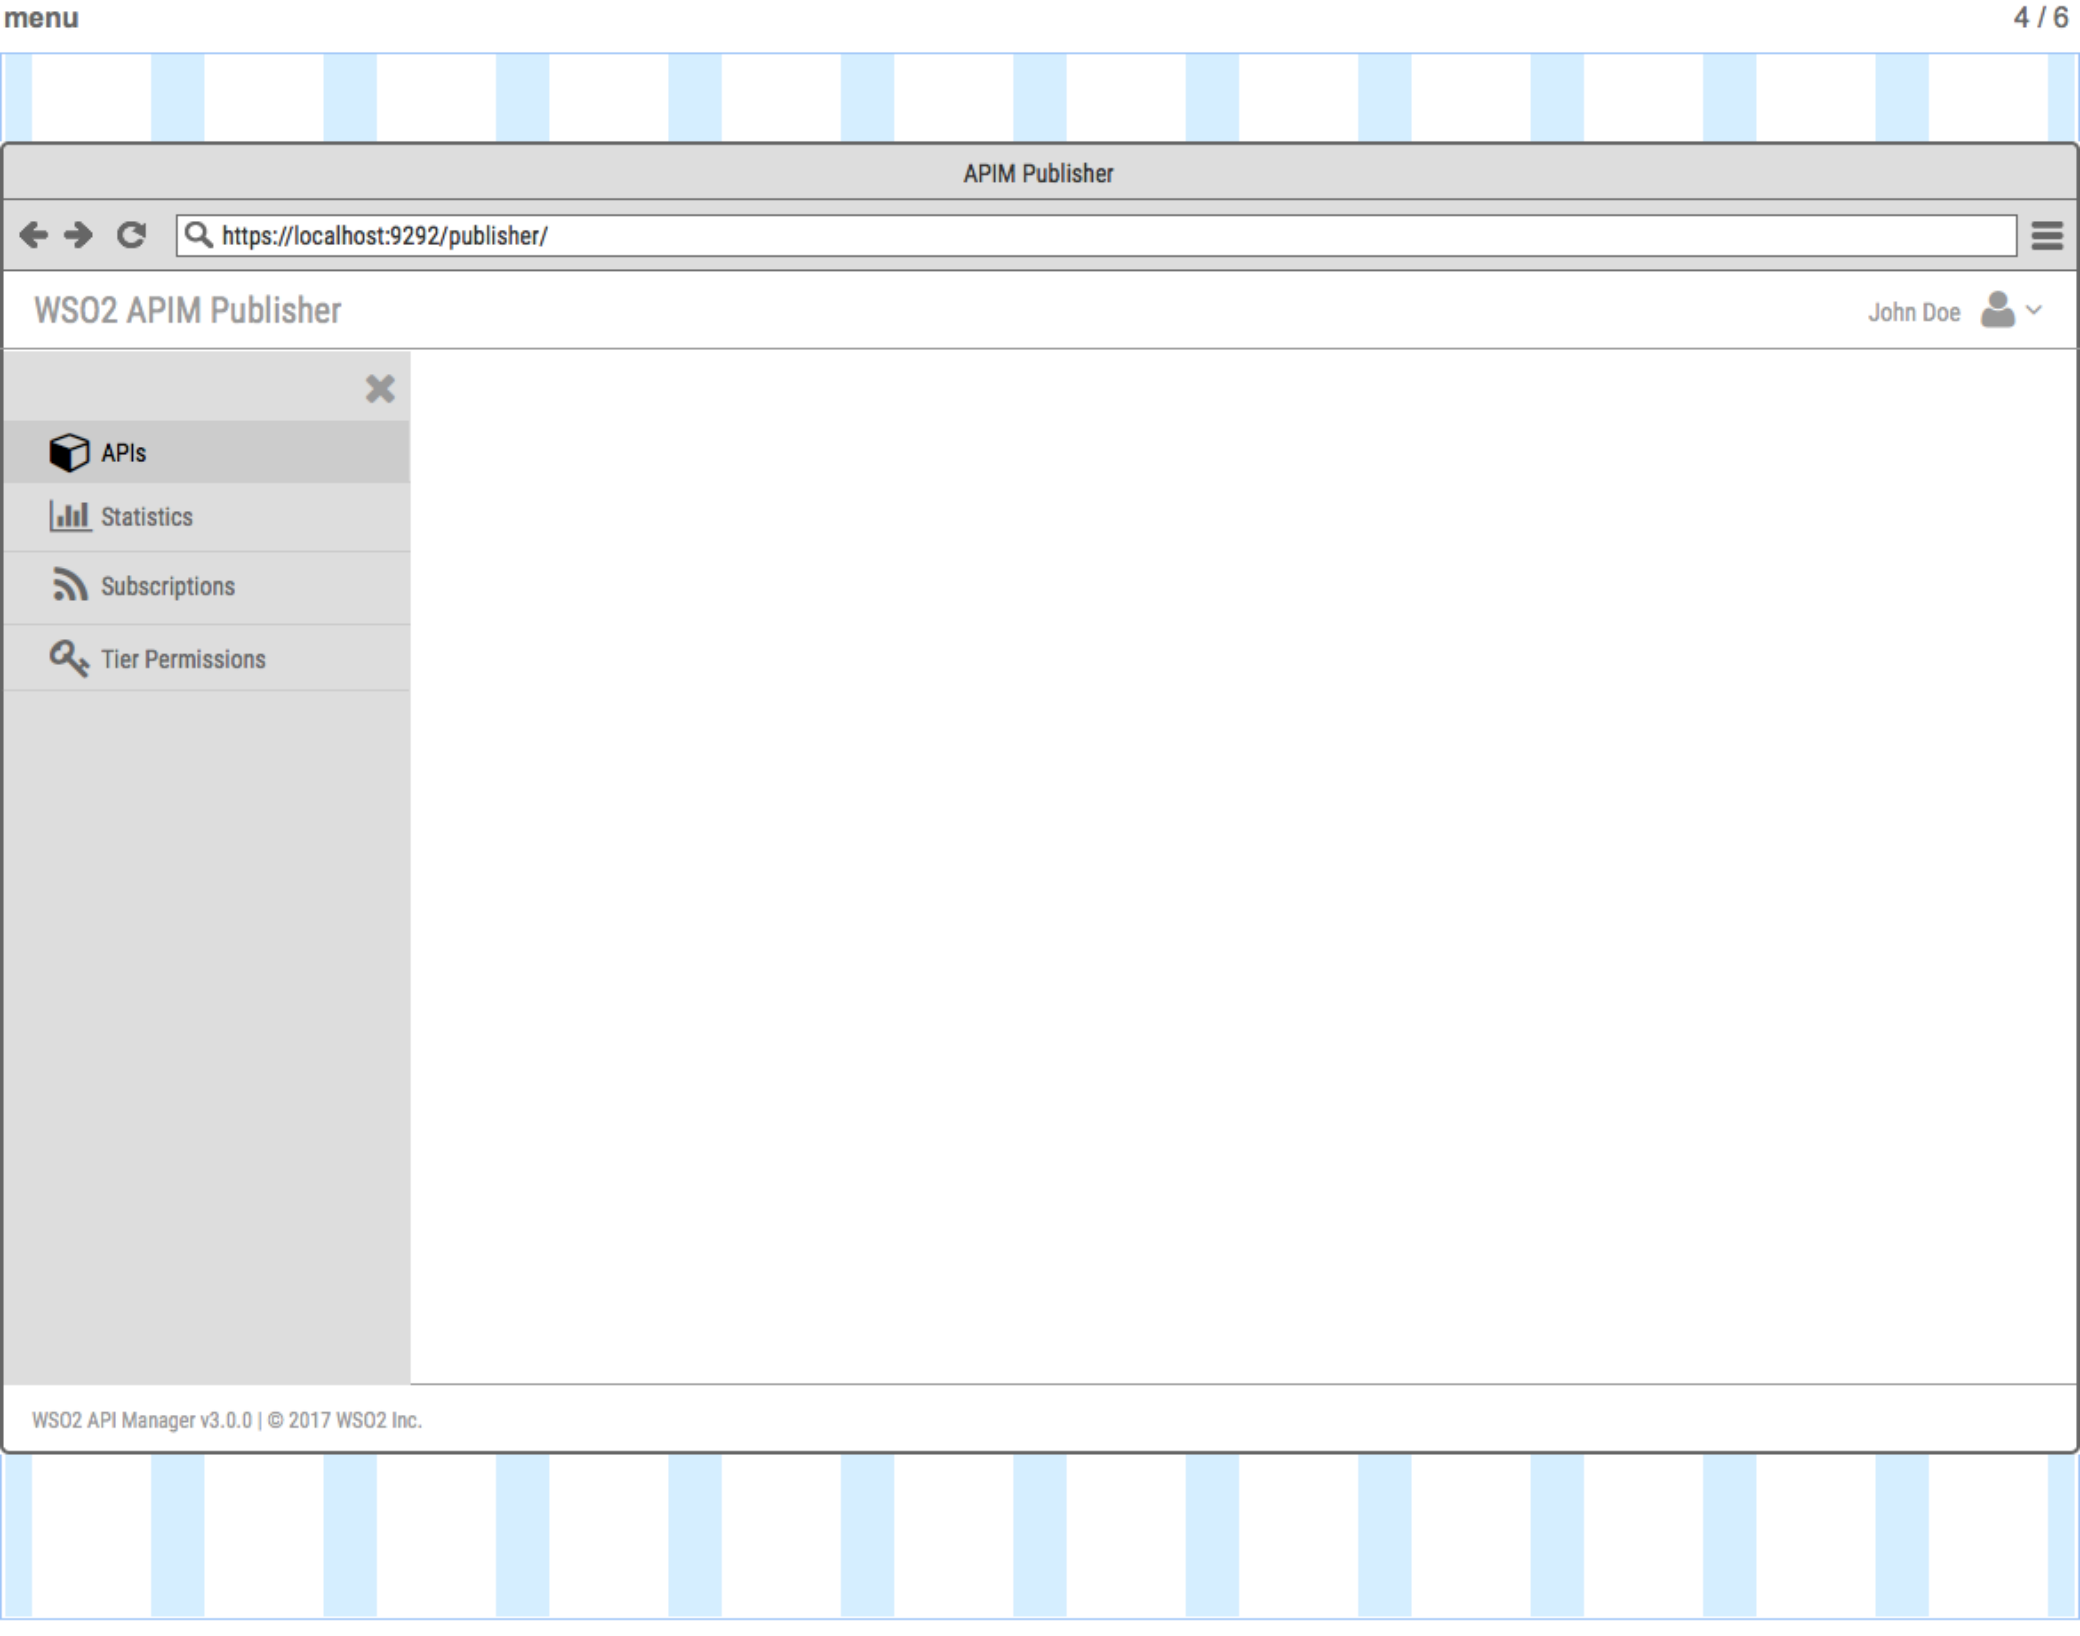 menu
4 / 6
APIM Publisher
https://localhost:9292/publisher/
WSO2 APIM Publisher
John Doe
APIs
Statistics
Subscriptions
Tier Permissions
WSO2 API Manager v3.0.0 | © 2017 WSO2 Inc.